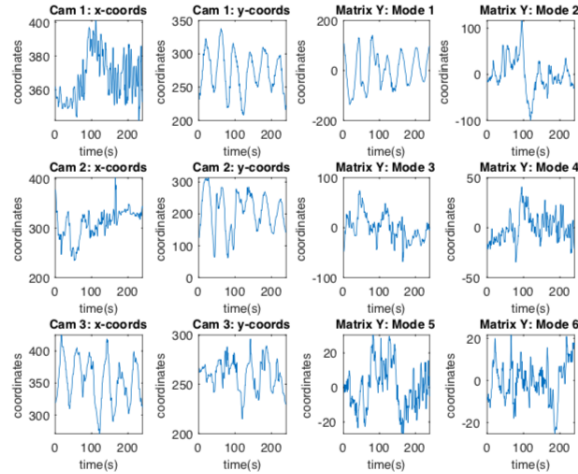 Cam 1: x-coords
Cam 1: y-coords
Matrix Y: Mode 1
Matrix Y: Mode 2
coordinates
400
380
360
0 100 200
time(s)
coordinates
350
300
250
200
0 100 200
time(s)
coordinates
200
0
-200
0 100 200
time(s)
coordinates
100
0
-100
0 100 200
time(s)
Cam 2: x-coords
Cam 2: y-coords
Matrix Y: Mode 3
Matrix Y: Mode 4
coordinates
400
300
200
0 100 200
time(s)
coordinates
300
200
100
0
0 100 200
time(s)
coordinates
100
0
-100
0 100 200
time(s)
coordinates
50
0
-50
0 100 200
time(s)
Cam 3: x-coords
Cam 3: y-coords
Matrix Y: Mode 5
Matrix Y: Mode 6
coordinates
400
350
300
0 100 200
time(s)
coordinates
300
250
200
0 100 200
time(s)
coordinates
20
0
-20
0 100 200
time(s)
coordinates
20
0
-20
0 100 200
time(s)